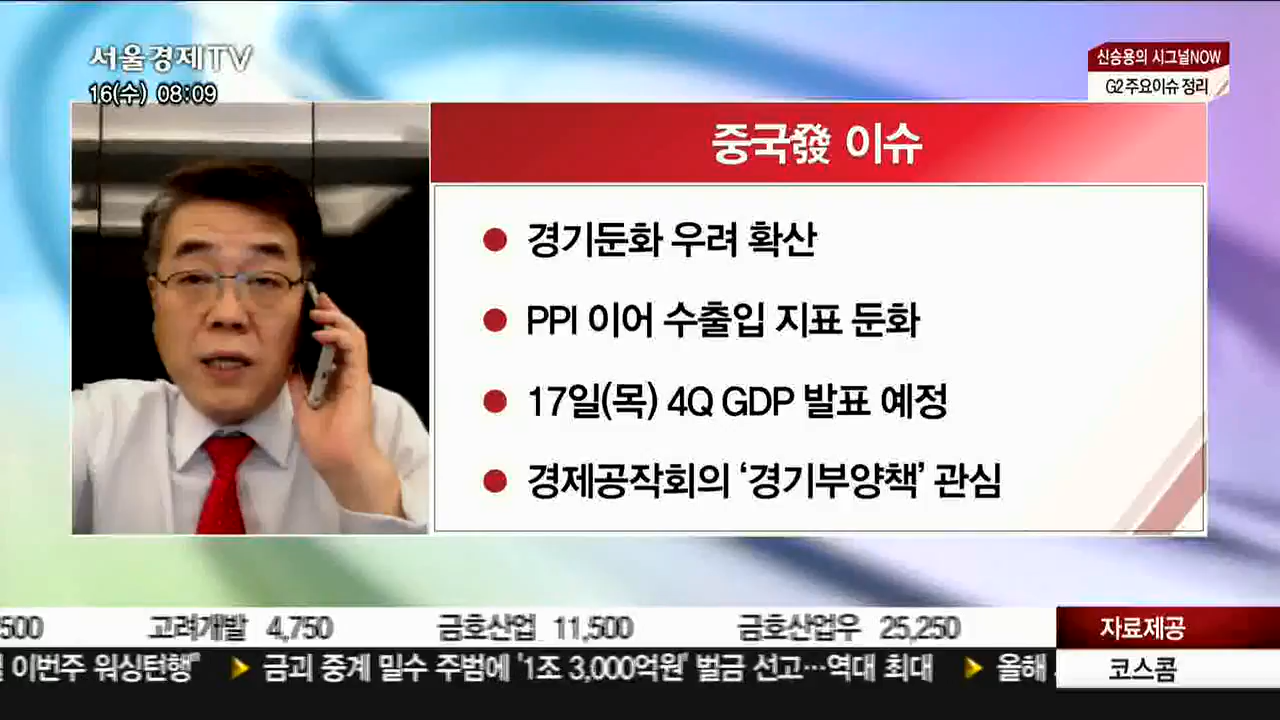 서울경제TV
16(수) 08:09
신승용의 시그널NOW
G2 주요이슈 정리
중국發 이슈
경기둔화 우려 확산
PPI 이어 수출입 지표 둔화
17일(목) 4Q GDP 발표 예정
경제공작회의 ‘경기부양책’ 관심
500 고려개발 4,750 금호산업 11,500 금호산업우 25,250
자료제공
이번주 워싱턴행" 금괴 중계 밀수 주범에 '1조 3,000억원' 벌금 선고…역대 최대 올해
코스콤